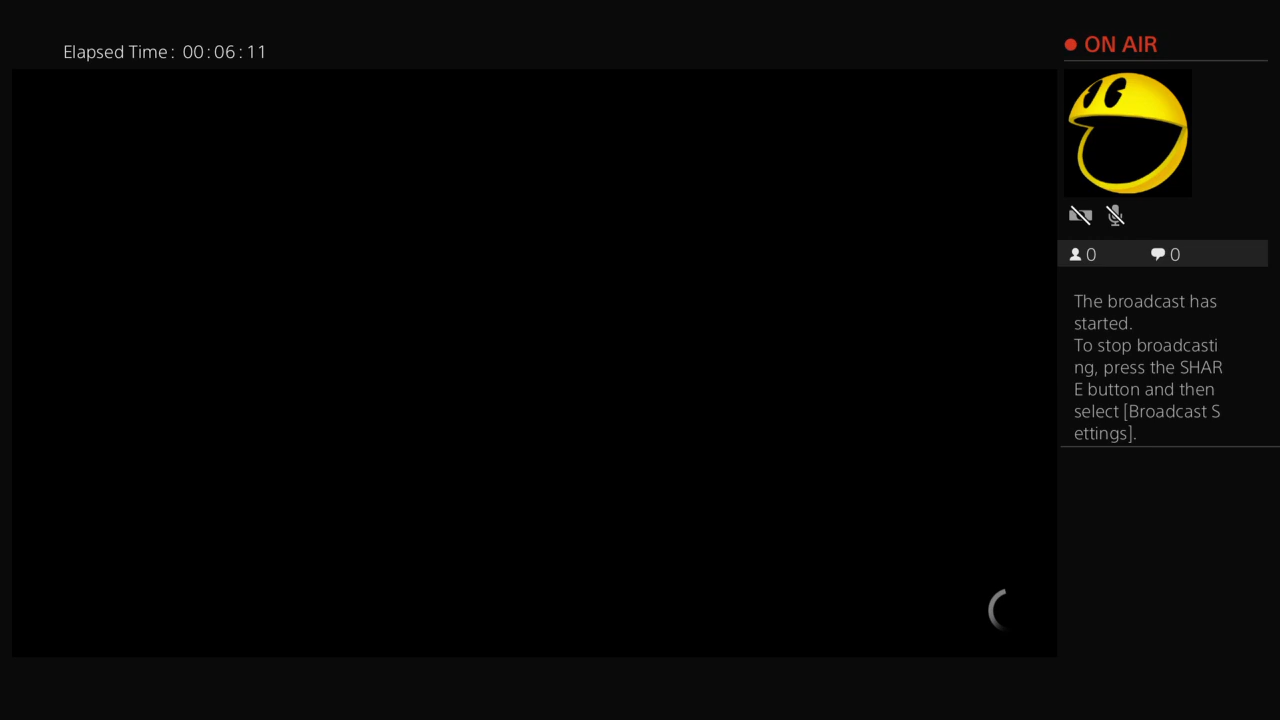 Elapsed Time: 00:06:11
ON AIR
0 0
The broadcast has
started.
To stop broadcasti
ng, press the SHAR
E button and then
select [Broadcast S
ettings].